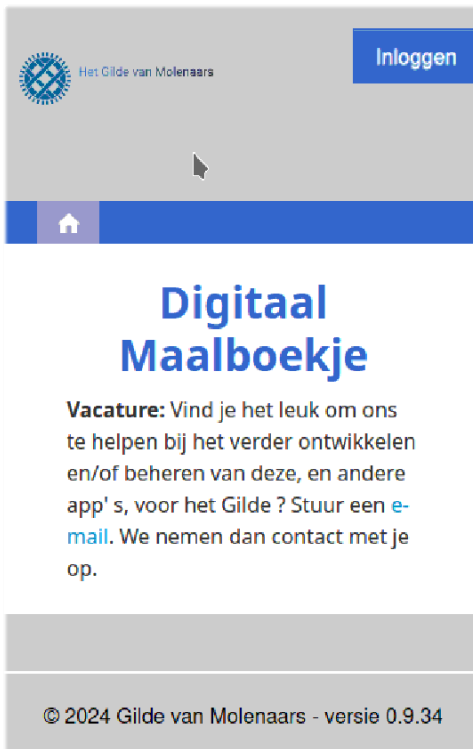 Inloggen
Het Gilde van Molenaars
Digitaal
Maalboekje
Vacature: Vind je het leuk om ons
te helpen bij het verder ontwikkelen
en/of beheren van deze, en andere
app' s, voor het Gilde ? Stuur een e-
mail. We nemen dan contact met je
op.
© 2024 Gilde van Molenaars - versie 0.9.34